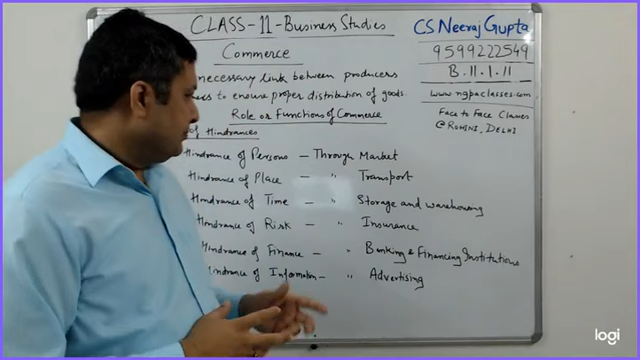 CLASS-11-Business Studies
CS Neeraj Gupta
9599222549
B.11.1.11
www.ngpaclasses.com
Face to Face Classes
@ROHINI, DELHI
Commerce
necessary link between producers
to ensure proper distribution of goods.
Role or Functions of Commerce
of Hindrances
Hindrance of Persons - Through Market
Hindrance of Place - " Transport
Hindrance of Time - " Storage and warehousing
Hindrance of Risk - " Insurance
Hindrance of Finance - " Banking & Financing Institutions
Hindrance of Information - " Advertising
logi